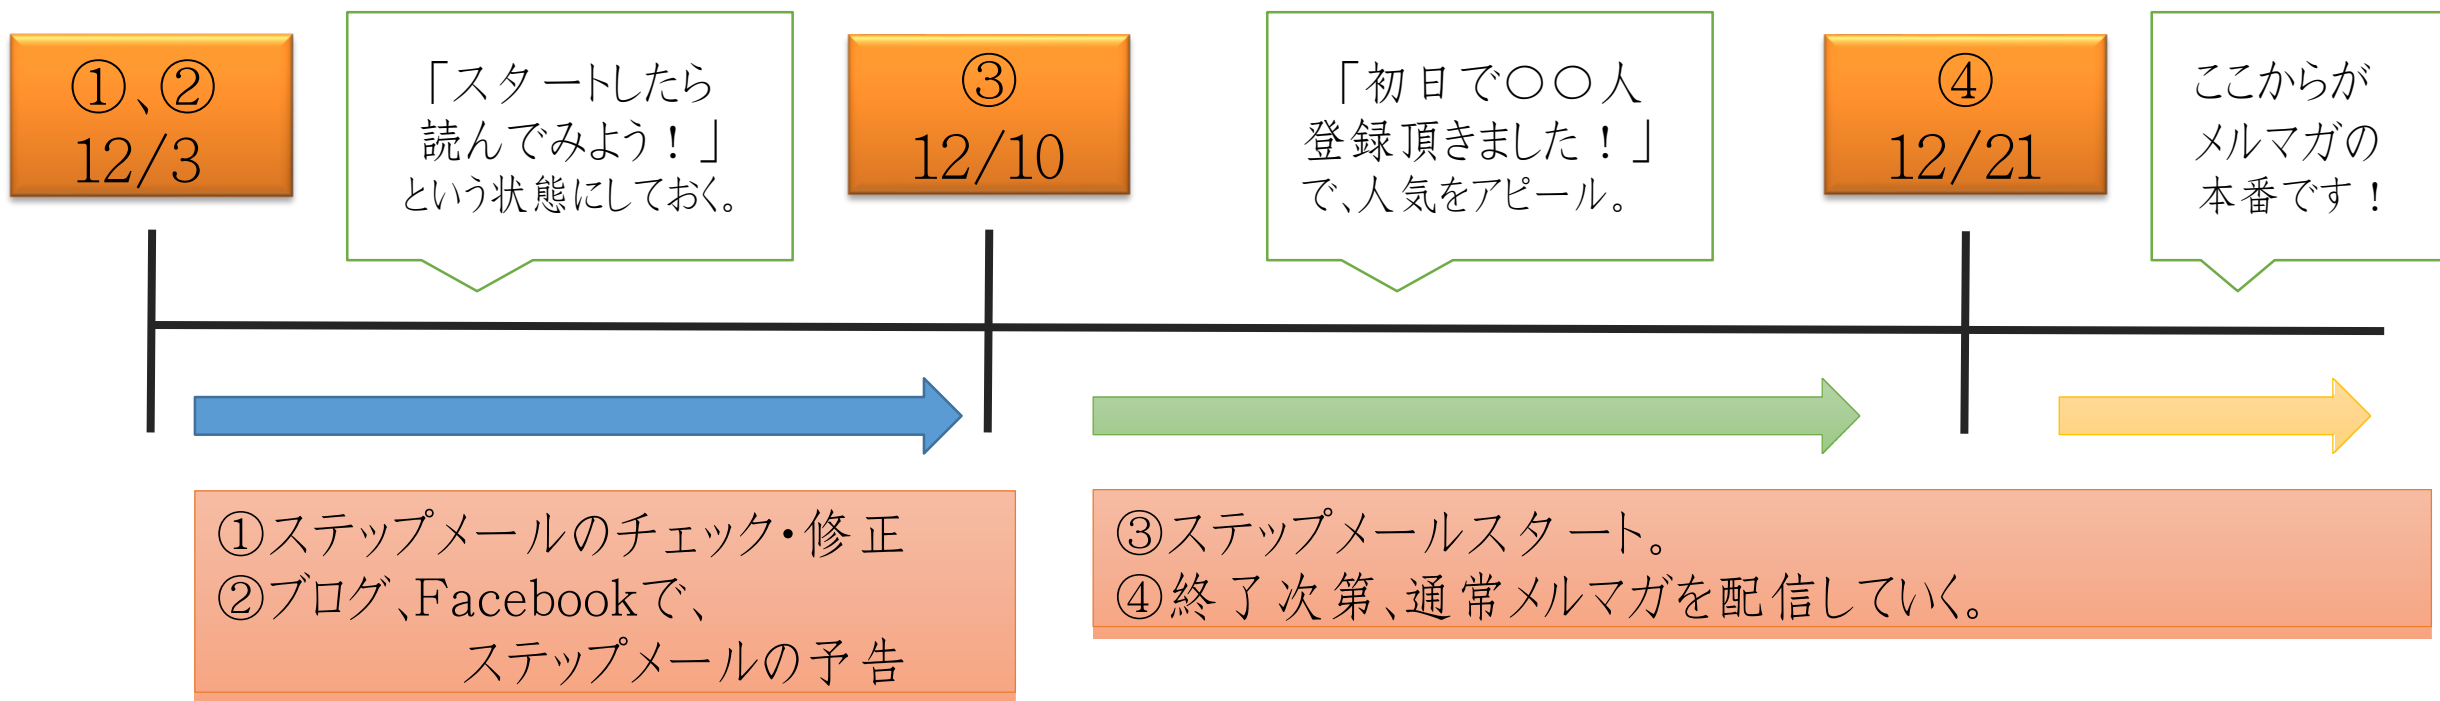 ①、②
12/3
「スタートしたら
読んでみよう！」
という状態にしておく。
③
12/10
「初日で○○人
登録頂きました！」
で、人気をアピール。
④
12/21
ここからが
メルマガの
本番です！
①ステップメールのチェック・修正
②ブログ、Facebookで、
ステップメールの予告
③ステップメールスタート。
④終了次第、通常メルマガを配信していく。